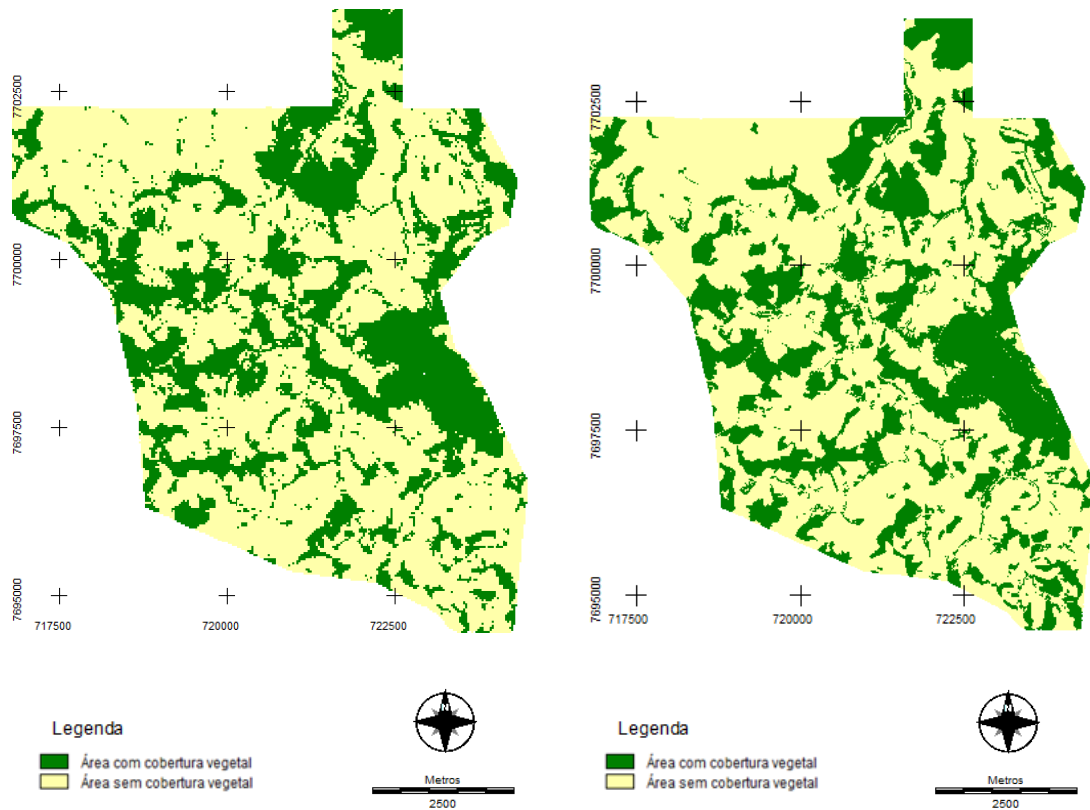 7702500
7700000
7697500
7695000
717500
720000
722500
Legenda
Área com cobertura vegetal
Área sem cobertura vegetal
N
Metros
2500
7702500
7700000
7697500
7695000
717500
720000
722500
Legenda
Área com cobertura vegetal
Área sem cobertura vegetal
N
Metros
2500